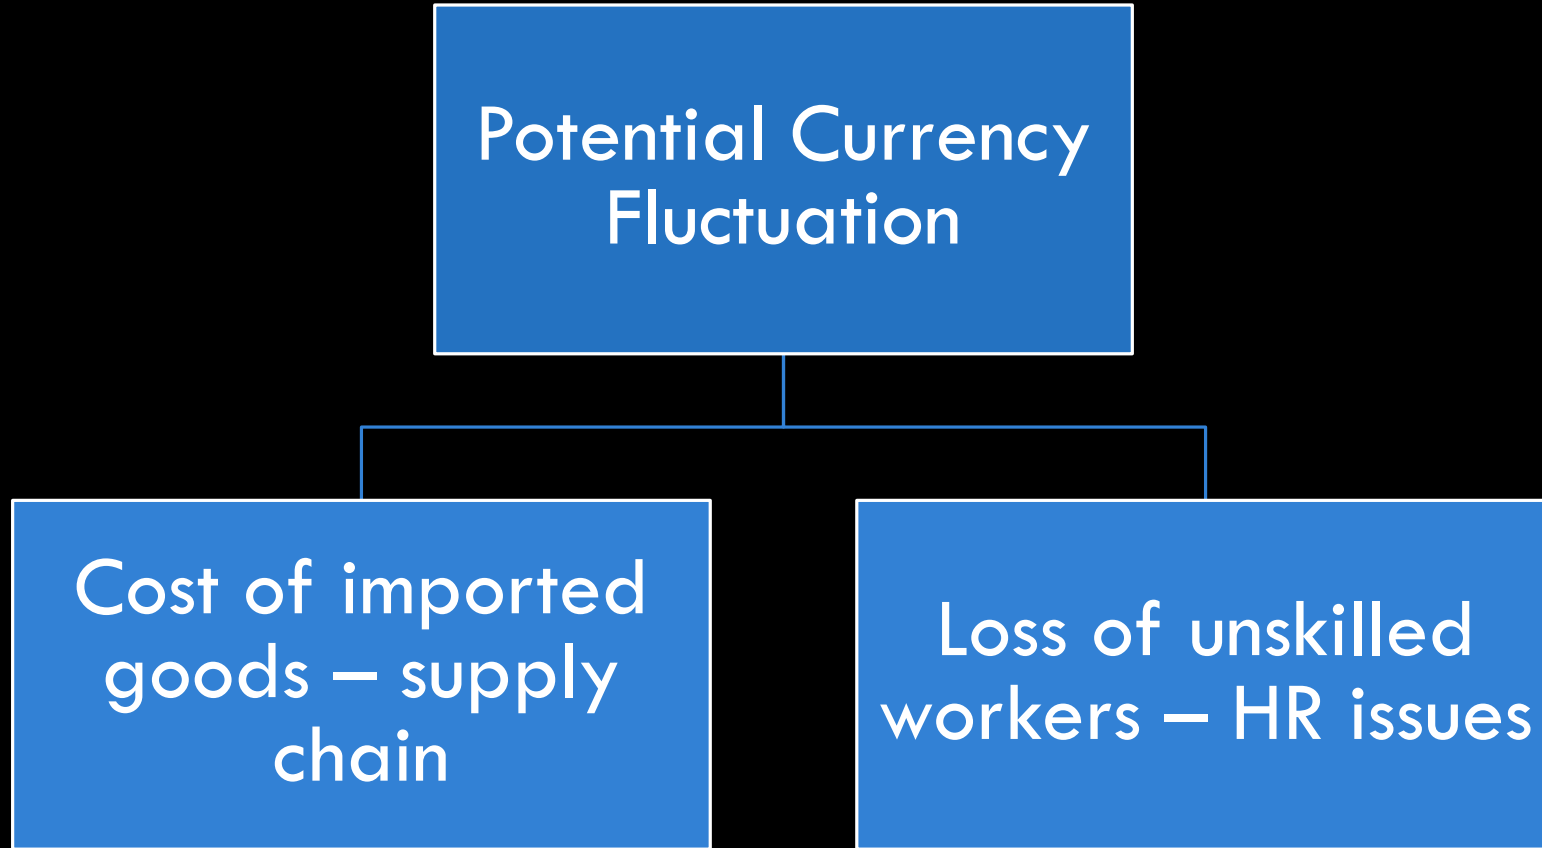 Potential Currency
Fluctuation
Cost of imported
goods – supply
chain
Loss of unskilled
workers – HR issues